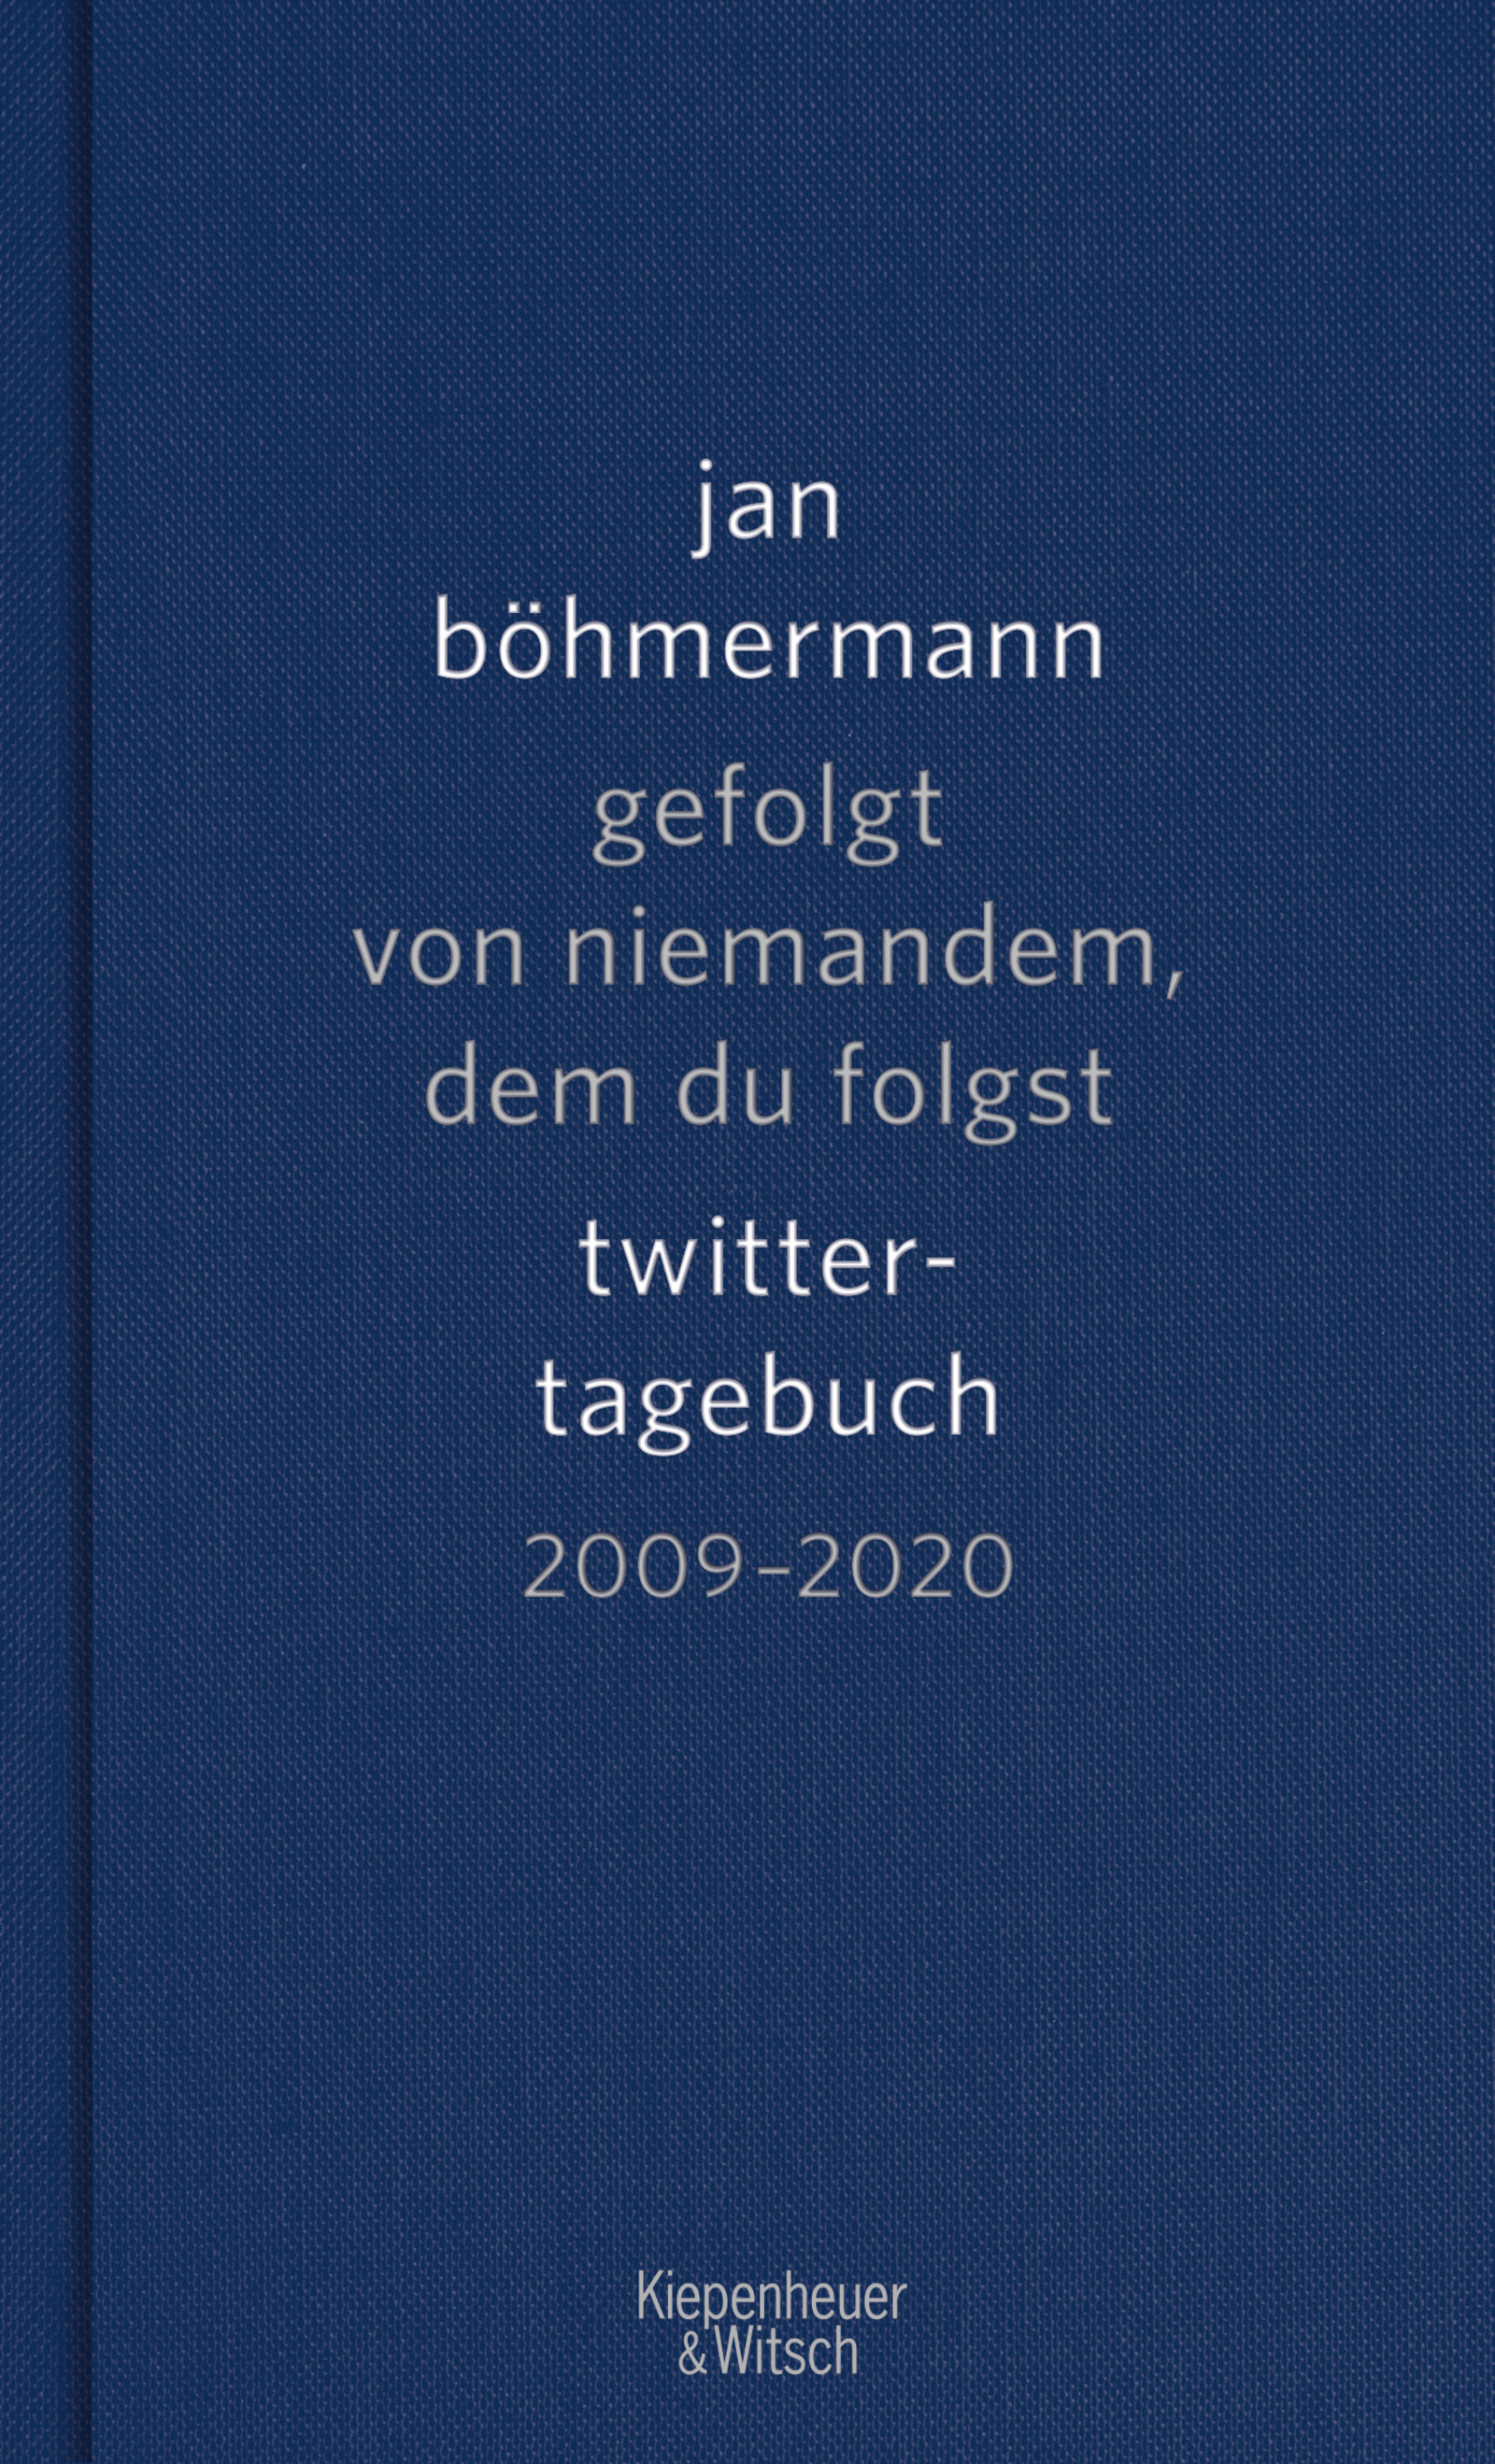 jan
böhmermann
gefolgt
von niemandem,
dem du folgst
twitter-
tagebuch
2009–2020
Kiepenheuer
&Witsch